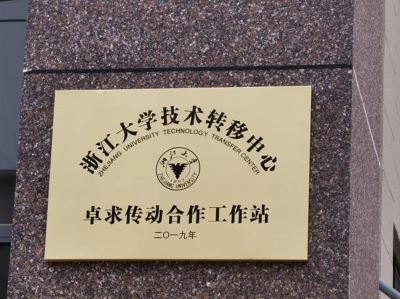 浙江大学技术转移中心
ZHEJIANG UNIVERSITY TECHNOLOGY TRANSFER CENTER
浙江大学
1897
ZHEJIANG UNIVERSITY
卓求传动合作工作站
二〇一九年